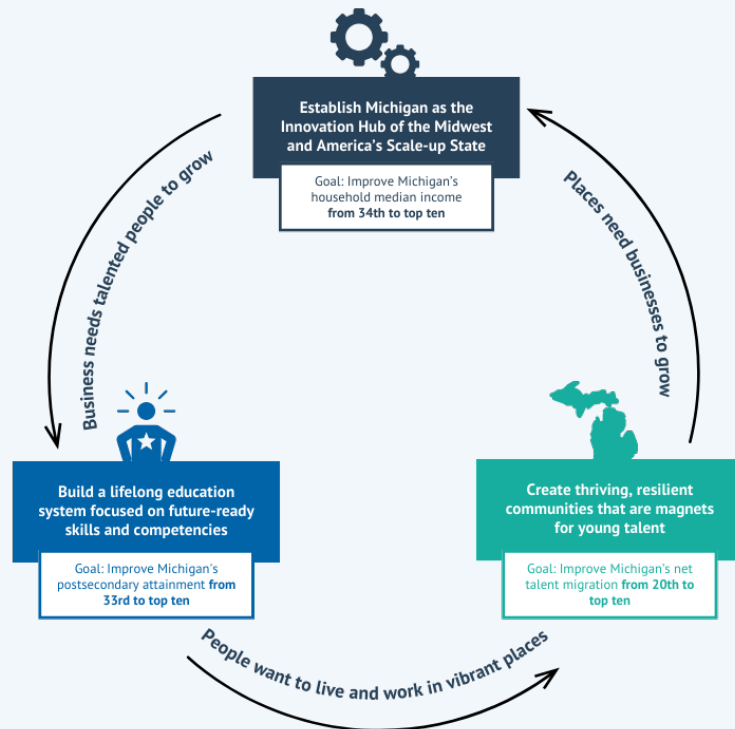 Establish Michigan as the
Innovation Hub of the Midwest
and America's Scale-up State
Goal: Improve Michigan's
household median income
from 34th to top ten
Business needs talented people to grow
Places need businesses to grow
Build a lifelong education
system focused on future-ready
skills and competencies
Goal: Improve Michigan's
postsecondary attainment from
33rd to top ten
Create thriving, resilient
communities that are magnets
for young talent
Goal: Improve Michigan's net
talent migration from 20th to
top ten
People want to live and work in vibrant places